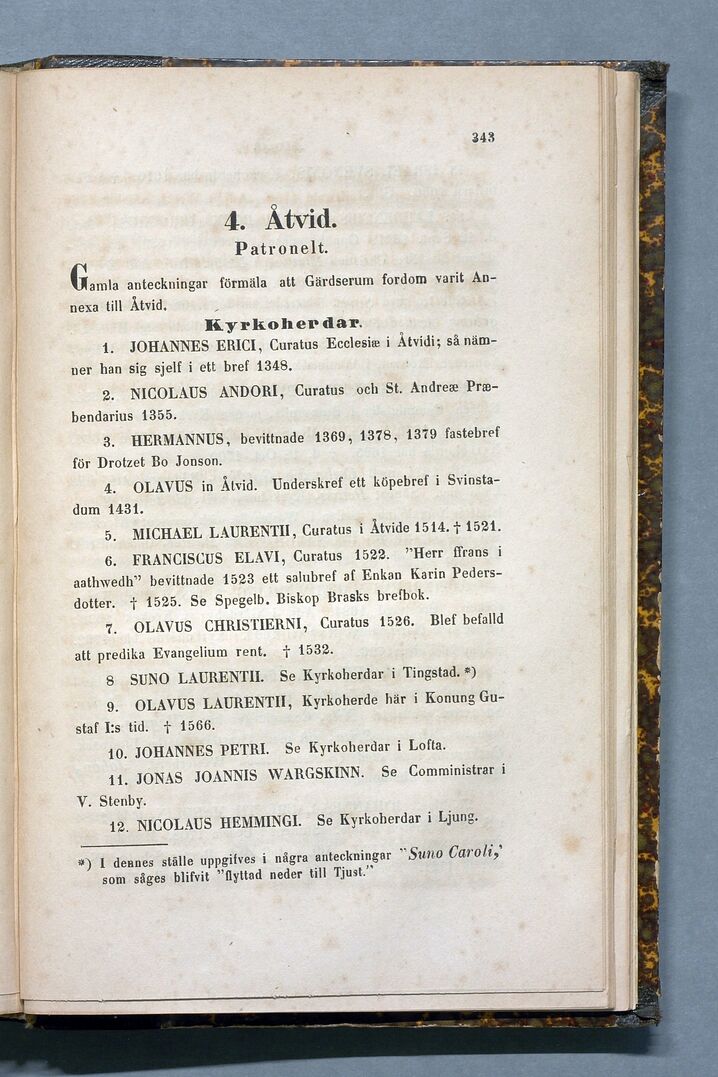 343
4. Åtvid.
Patronelt.
Gamla anteckningar förmäla att Gärdserum fordom varit An-
nexa till Åtvid.
Kyrkoherdar.
1. JOHANNES ERICI, Curatus Ecclesiæ i Åtvidi; så näm-
ner han sig sjelf i ett bref 1348.
2. NICOLAUS ANDORI, Curatus och St. Andreæ Præ-
bendarius 1355.
3. HERMANNUS, bevittnade 1369, 1378, 1379 fastebref
för Drotzet Bo Jonson.
4. OLAVUS in Åtvid. Underskref ett köpebref i Svinsta-
dum 1431.
5. MICHAEL LAURENTII, Curatus i Åtvide 1514. † 1521.
6. FRANCISCUS ELAVI, Curatus 1522. "Herr ffrans i
aathwedh" bevittnade 1523 ett salubref af Enkan Karin Peders-
dotter. † 1525. Se Spegelb. Biskop Brasks brefbok.
7. OLAVUS CHRISTIERNI, Curatus 1526. Blef befalld
att predika Evangelium rent. † 1532.
8 SUNO LAURENTII. Se Kyrkoherdar i Tingstad. *)
9. OLAVUS LAURENTII, Kyrkoherde här i Konung Gu-
staf I:s tid. † 1566.
10. JOHANNES PETRI. Se Kyrkoherdar i Lofta.
11. JONAS JOANNIS WARGSKINN. Se Comministrar i
V. Stenby.
12. NICOLAUS HEMMINGI. Se Kyrkoherdar i Ljung.
*) I dennes ställe uppgifves i några anteckningar "Suno Caroli,"
som såges blifvit "flyttad neder till Tjust."